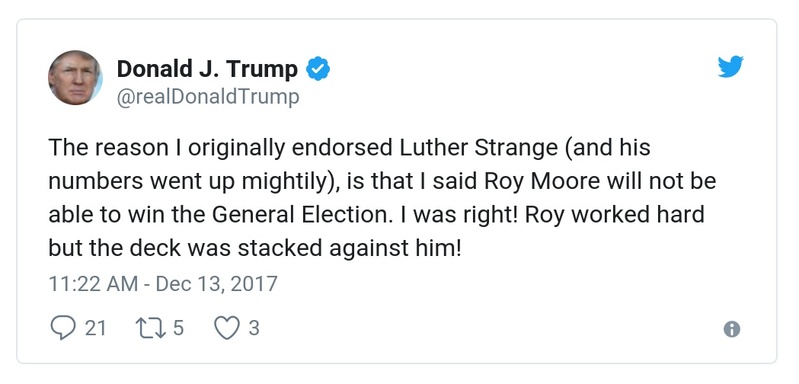 Donald J. Trump
@realDonaldTrump
The reason I originally endorsed Luther Strange (and his
numbers went up mightily), is that I said Roy Moore will not be
able to win the General Election. I was right! Roy worked hard
but the deck was stacked against him!
11:22 AM - Dec 13, 2017
21 5 3